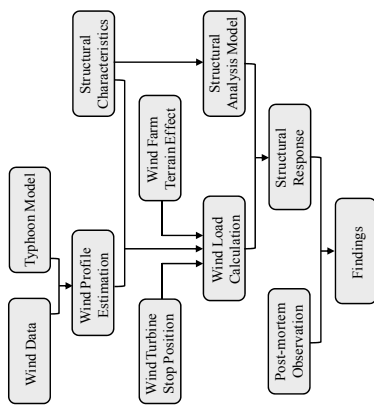 Wind Data
Typhoon Model
Wind Profile
Estimation
Structural
Characteristics
Wind Turbine
Stop Position
Wind Farm
Terrain Effect
Wind Load
Calculation
Structural
Analysis Model
Post-mortem
Observation
Structural
Response
Findings